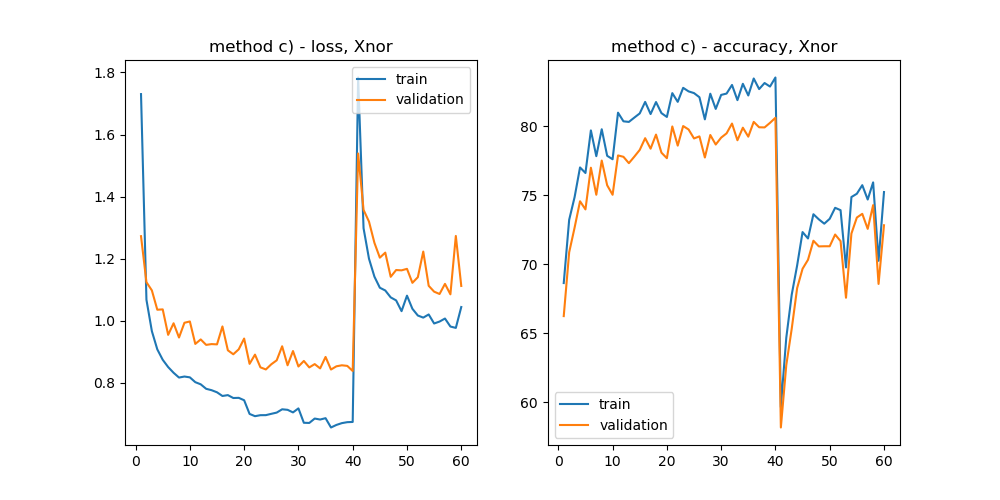 method c) - loss, Xnor
1.8
1.6
1.4
1.2
1.0
0.8
0 10 20 30 40 50 60
train
validation
method c) - accuracy, Xnor
80
75
70
65
60
0 10 20 30 40 50 60
train
validation